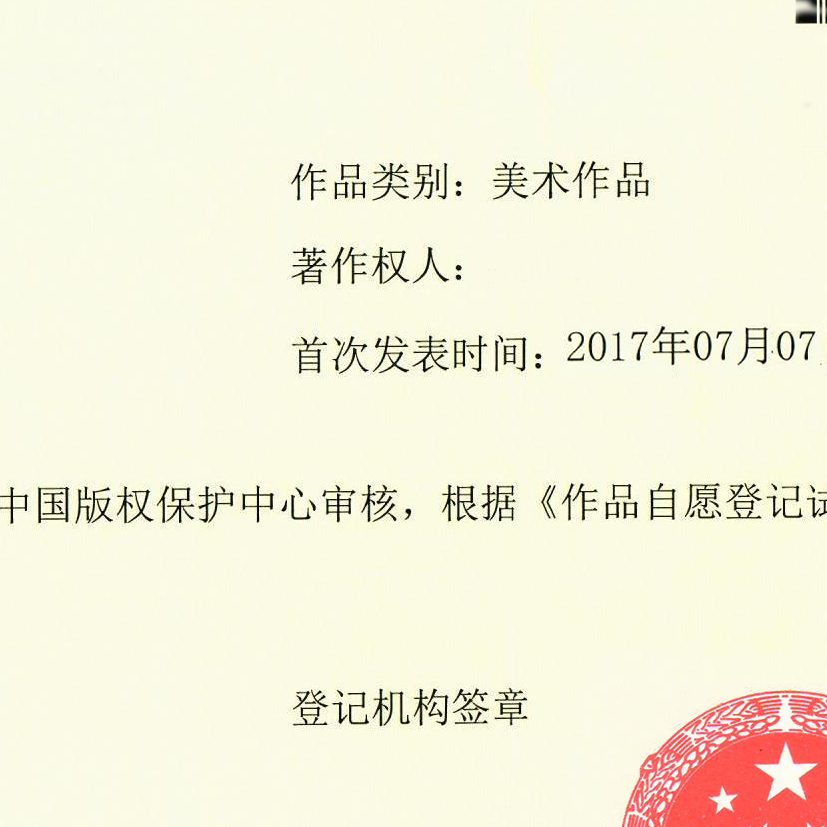 作品类别：美术作品
著作权人：
首次发表时间：2017年07月07
中国版权保护中心审核，根据《作品自愿登记试
登记机构签章